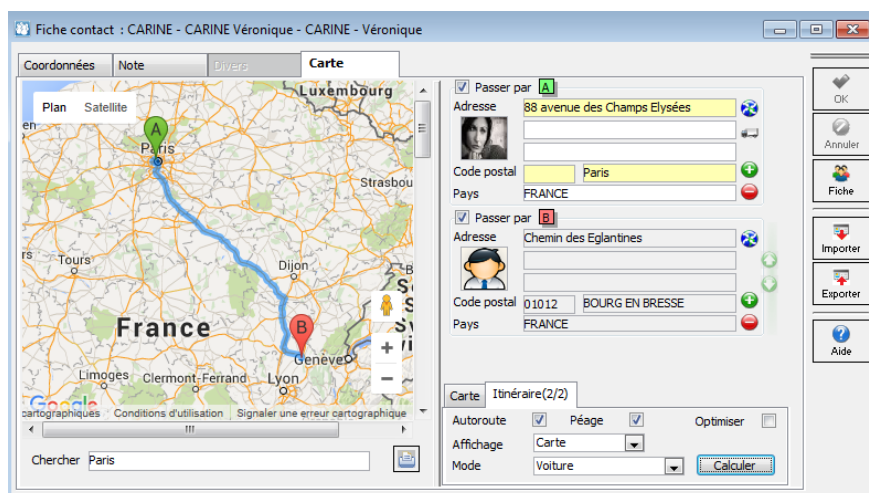 Fiche contact : CARINE - CARINE Véronique - CARINE - Véronique
Coordonnées Note Divers Carte
Plan Satellite
Luxembourg
A
Paris
Strasbou
Tours
Dijon
France
B
Genève
Limoges Clermont-Ferrand Lyon
Google
cartographiques Conditions d'utilisation Signaler une erreur cartographique
Chercher Paris
Passer par A
Adresse 88 avenue des Champs Elysées
Code postal Paris
Pays FRANCE
Passer par B
Adresse Chemin des Eglantines
Code postal 01012 BOURG EN BRESSE
Pays FRANCE
Carte Itinéraire(2/2)
Autoroute Péage Optimiser
Affichage Carte
Mode Voiture Calculer
OK
Annuler
Fiche
Importer
Exporter
Aide